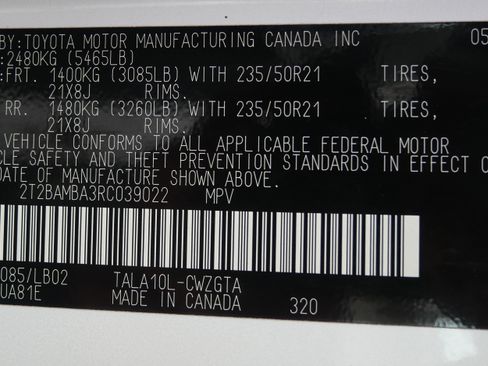 BY:TOYOTA MOTOR MANUFACTURING CANADA INC 05
:2480KG (5465LB)
:FRT. 1400KG (3085LB) WITH 235/50R21 TIRES,
21X8J RIMS.
RR. 1480KG (3260LB) WITH 235/50R21 TIRES,
21X8J RIMS.
VEHICLE CONFORMS TO ALL APPLICABLE FEDERAL MOTOR
CLE SAFETY AND THEFT PREVENTION STANDARDS IN EFFECT O
DATE OF MANUFACTURE SHOWN ABOVE.
2T2BAMBA3RC039022 MPV
085/LB02 TALA10L-CWZGTA
UA81E MADE IN CANADA 320